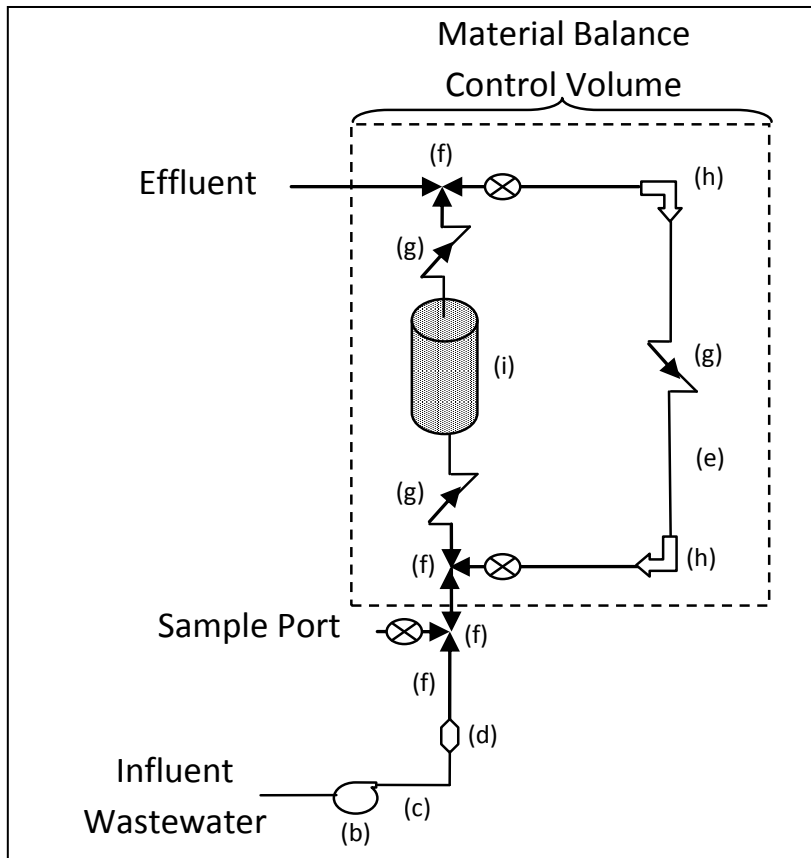 Material Balance
Control Volume
(f)
Effluent
(h)
(g)
(g)
(i)
(e)
(g)
(f)
(h)
Sample Port
(f)
(f)
(d)
Influent
Wastewater
(c)
(b)